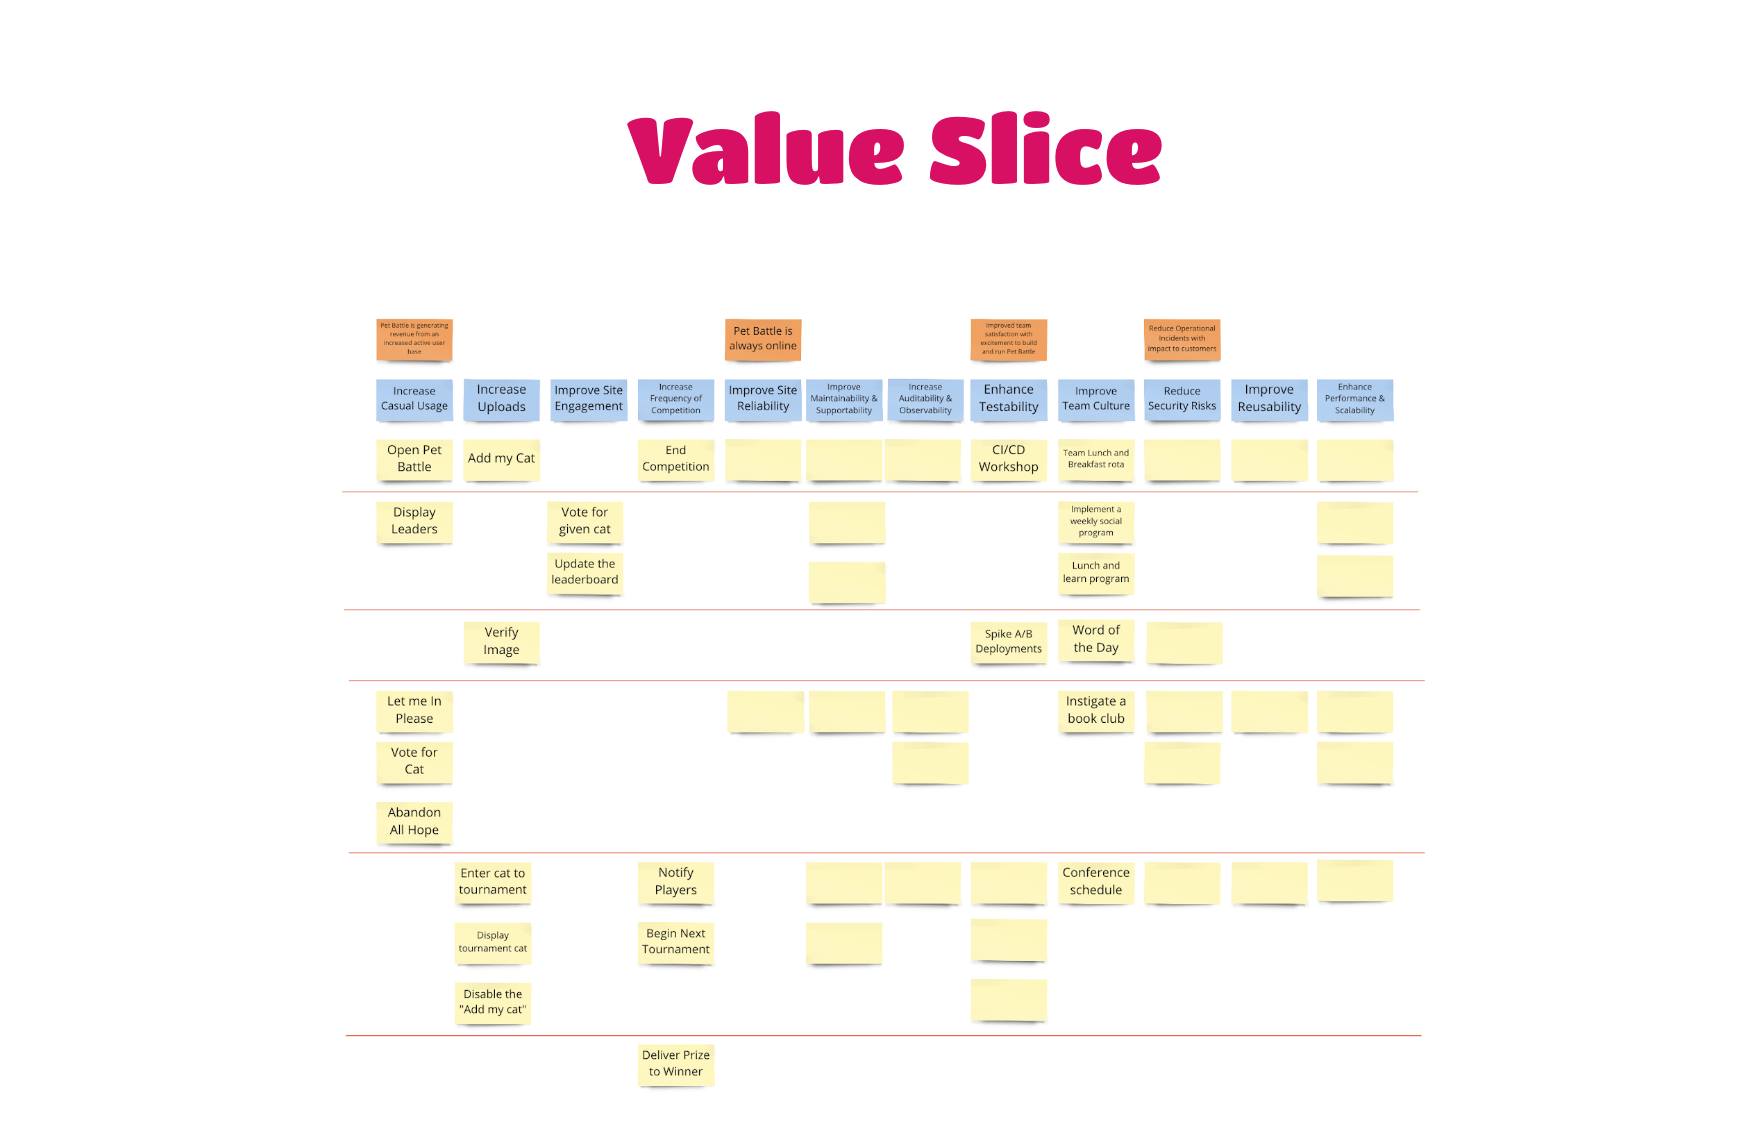 Value Slice
Pet Battle is generating
revenue from an
increased active user
base
Pet Battle is
always online
Improved team
satisfaction with
excitement to build
and run Pet Battle
Reduce Operational
Incidents with
impact to customers
Increase
Casual Usage
Increase
Uploads
Improve Site
Engagement
Increase
Frequency of
Competition
Improve Site
Reliability
Improve
Maintainability &
Supportability
Increase
Auditability &
Observability
Enhance
Testability
Improve
Team Culture
Reduce
Security Risks
Improve
Reusability
Enhance
Performance &
Scalability
Open Pet
Battle
Add my Cat
End
Competition
CI/CD
Workshop
Team Lunch and
Breakfast rota
Display
Leaders
Vote for
given cat
Implement a
weekly social
program
Update the
leaderboard
Lunch and
learn program
Verify
Image
Spike A/B
Deployments
Word of
the Day
Let me In
Please
Instigate a
book club
Vote for
Cat
Abandon
All Hope
Enter cat to
tournament
Notify
Players
Conference
schedule
Display
tournament cat
Begin Next
Tournament
Disable the
"Add my cat"
Deliver Prize
to Winner